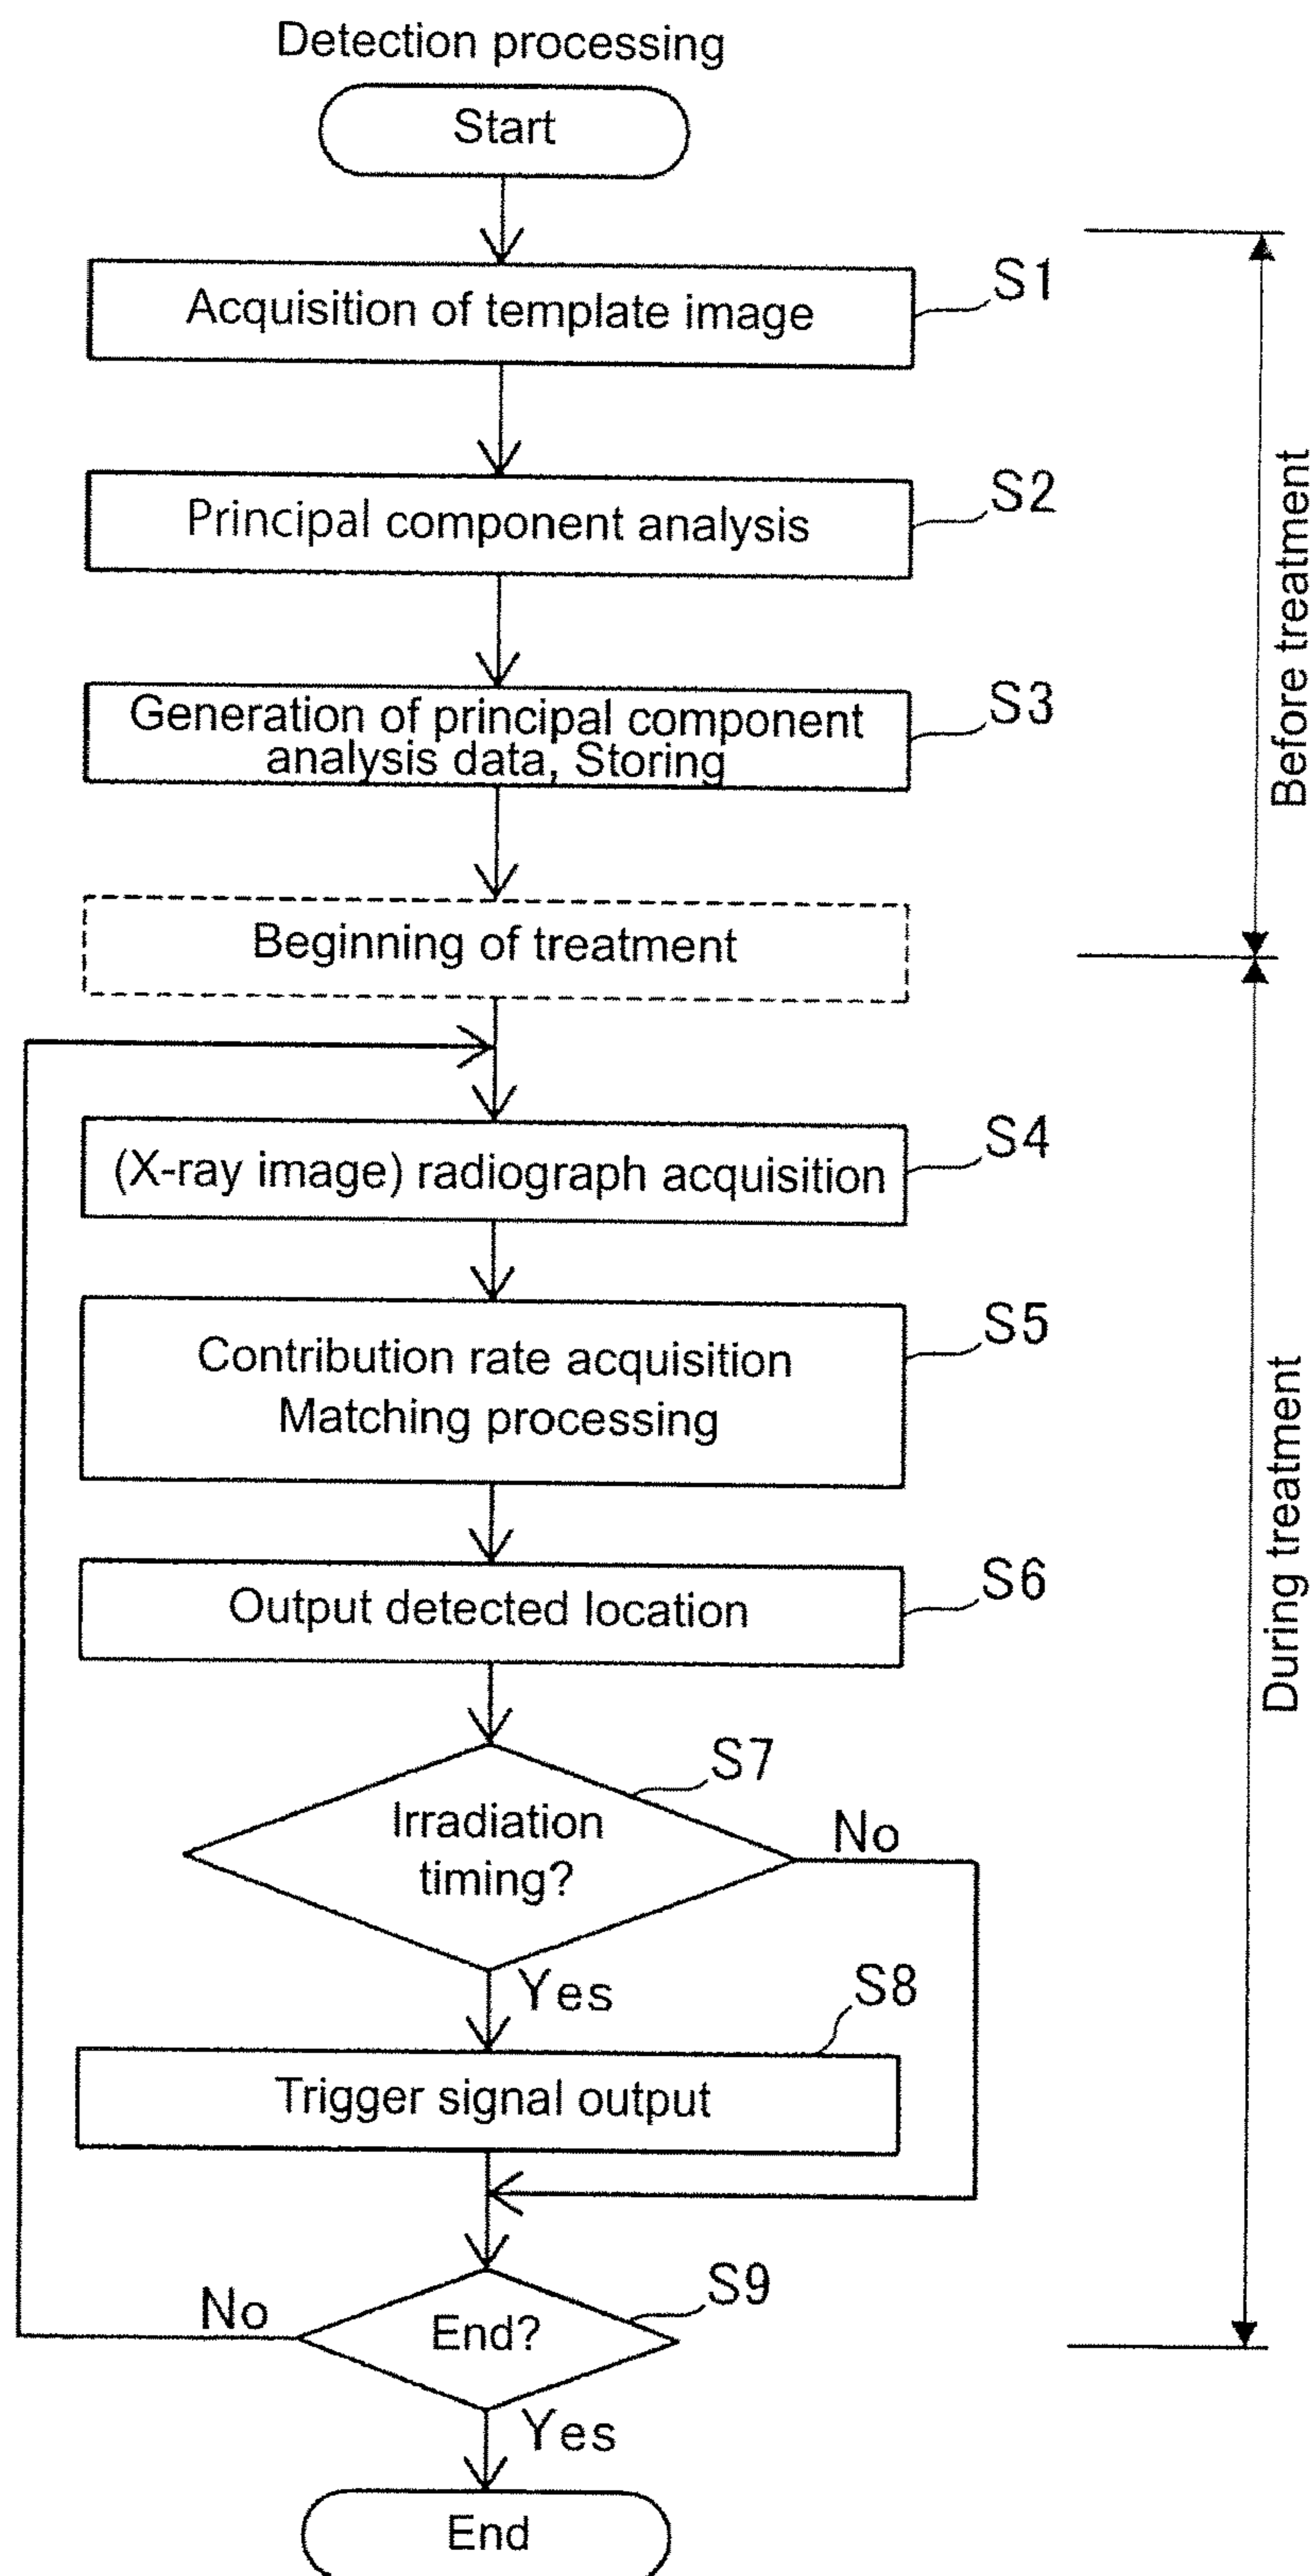 Detection processing
Start
Acquisition of template image
S1
Principal component analysis
S2
Generation of principal component
analysis data, Storing
S3
Before treatment
Beginning of treatment
(X-ray image) radiograph acquisition
S4
Contribution rate acquisition
Matching processing
S5
During treatment
Output detected location
S6
Irradiation
timing?
S7
No
Yes
Trigger signal output
S8
End?
S9
No
Yes
End